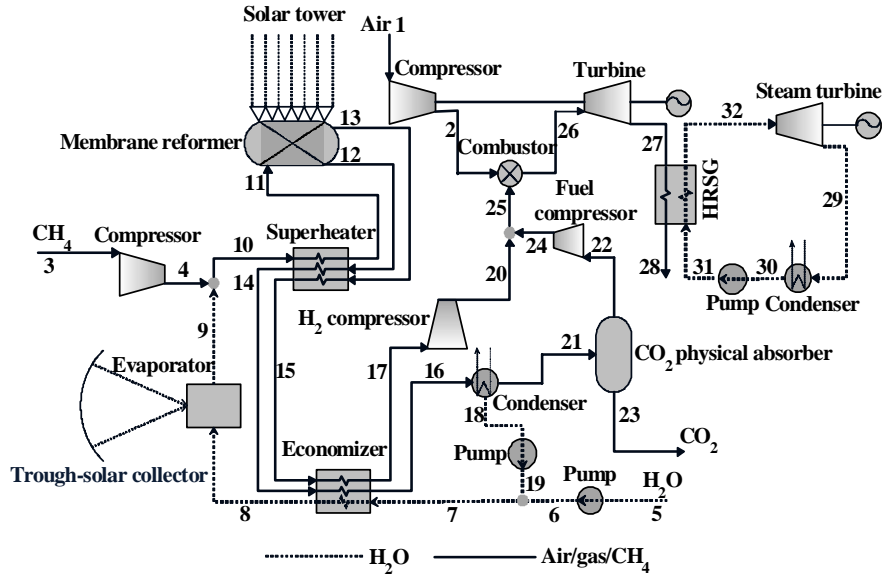 Solar tower
Air 1
Compressor
Turbine
Steam turbine
13
2
26
32
Membrane reformer
12
Combustor
27
11
25
Fuel
compressor
HRSG
29
CH4
Compressor
10
Superheater
24
22
3
4
14
20
28
31
30
Pump
Condenser
9
H2 compressor
Evaporator
15
17
16
21
CO2 physical absorber
18
Condenser
23
Economizer
CO2
Trough-solar collector
Pump
Pump
19
H2O
8
7
6
5
H2O
Air/gas/CH4